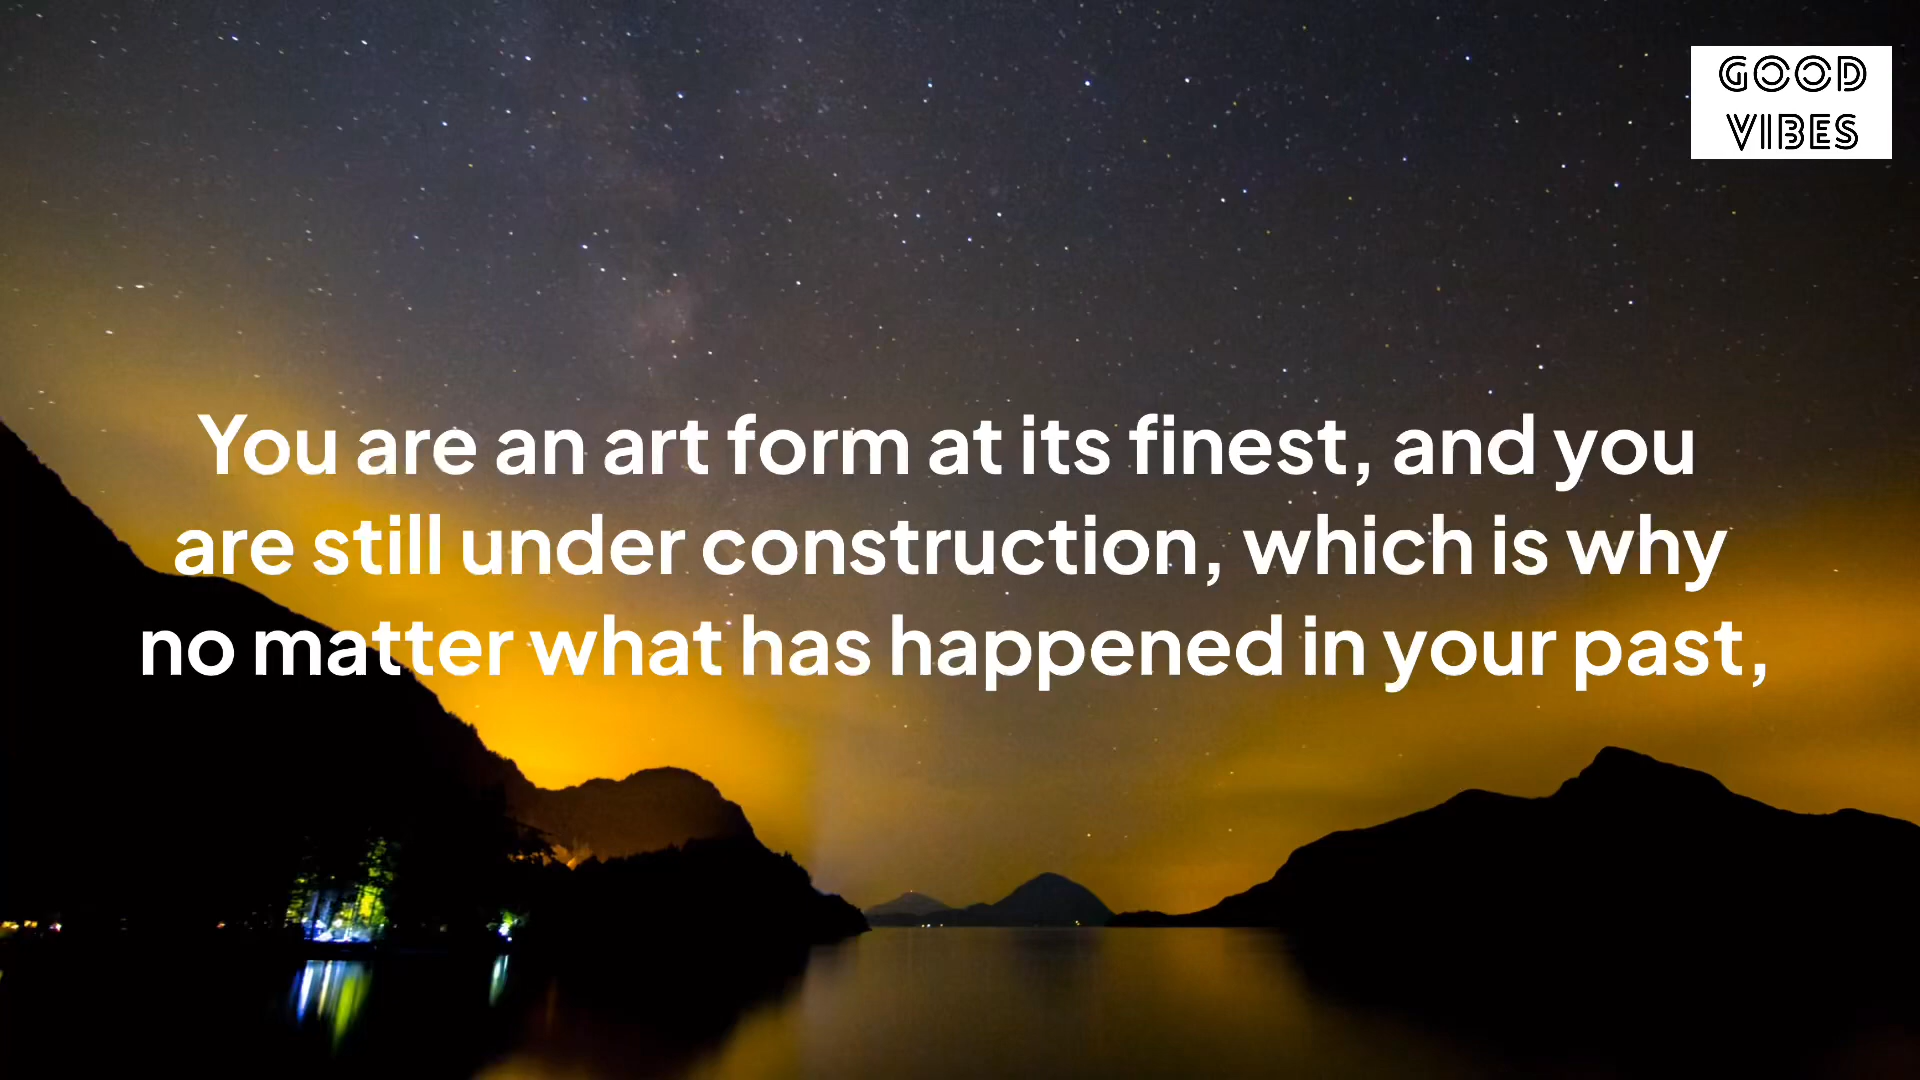 GOOD
VIBES
You are an art form at its finest, and you
are still under construction, which is why
no matter what has happened in your past,